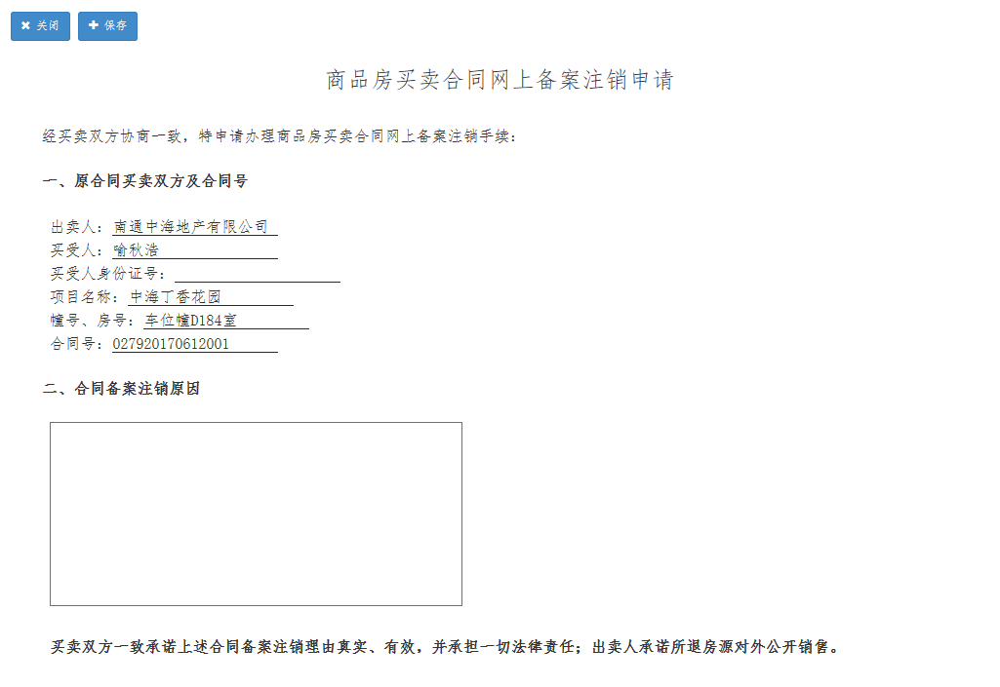 关闭 保存
商品房买卖合同网上备案注销申请
经买卖双方协商一致，特申请办理商品房买卖合同网上备案注销手续：
一、原合同买卖双方及合同号
出卖人：南通中海地产有限公司
买受人：喻秋浩
买受人身份证号：
项目名称：中海丁香花园
幢号、房号：车位幢D184室
合同号：027920170612001
二、合同备案注销原因
买卖双方一致承诺上述合同备案注销理由真实、有效，并承担一切法律责任；出卖人承诺所退房源对外公开销售。